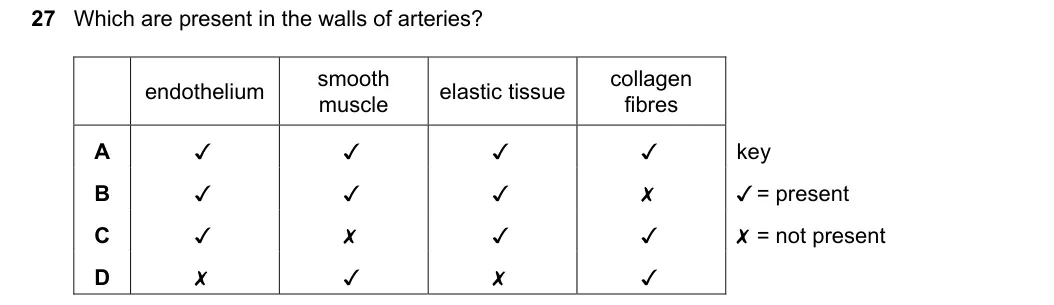 27 Which are present in the walls of arteries?
endothelium smooth muscle elastic tissue collagen fibres
A ✓ ✓ ✓ ✓ key
B ✓ ✓ ✓ ✗ ✓ = present
C ✓ ✗ ✓ ✓ ✗ = not present
D ✗ ✓ ✗ ✓